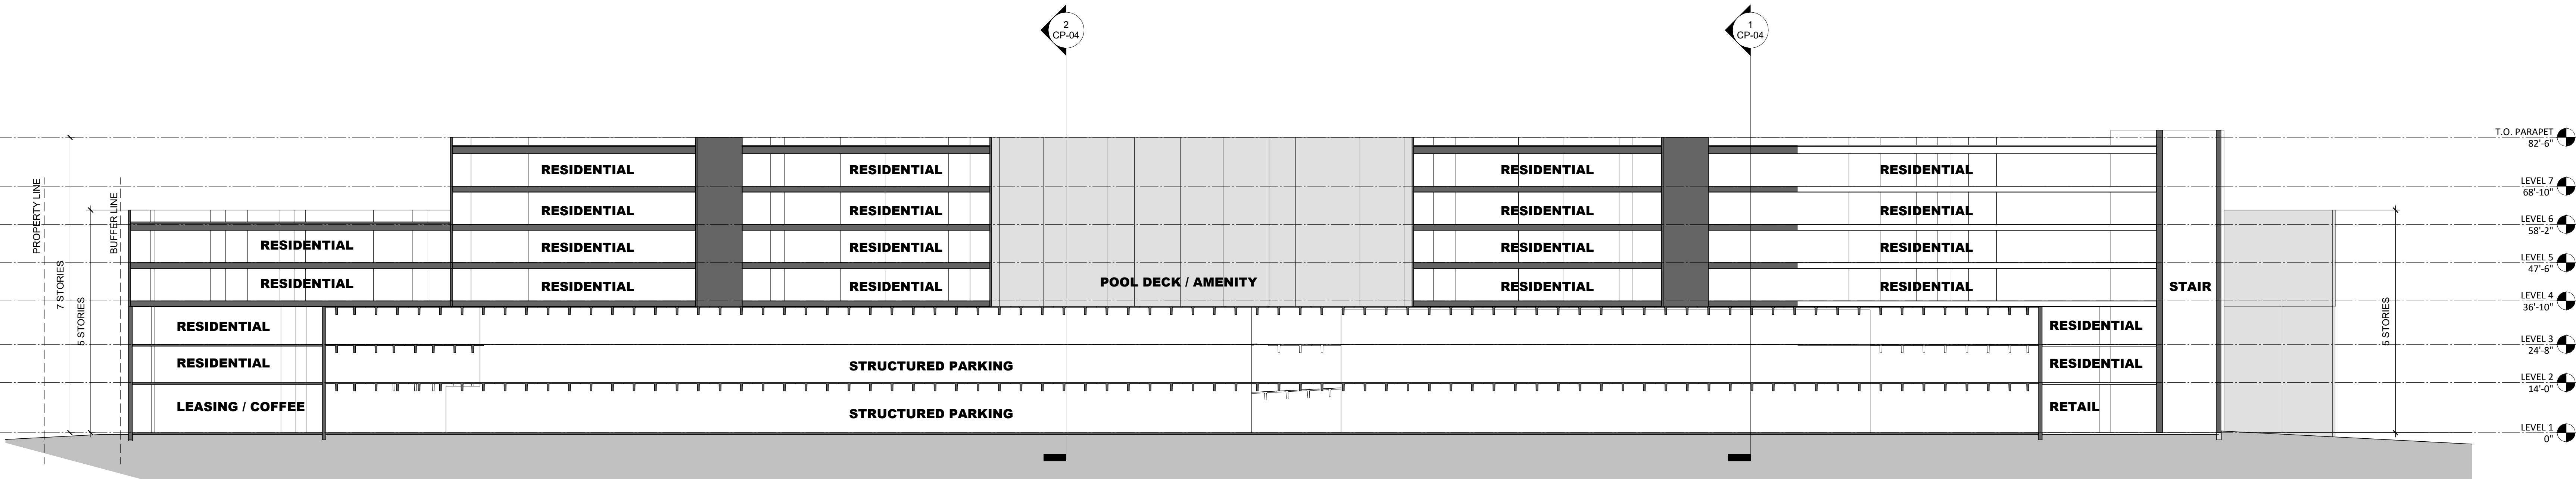 2
CP-04
1
CP-04
T.O. PARAPET
82'-6"
RESIDENTIAL
RESIDENTIAL
RESIDENTIAL
RESIDENTIAL
LEVEL 7
68'-10"
PROPERTY LINE
BUFFER LINE
RESIDENTIAL
RESIDENTIAL
RESIDENTIAL
RESIDENTIAL
LEVEL 6
58'-2"
RESIDENTIAL
RESIDENTIAL
RESIDENTIAL
RESIDENTIAL
RESIDENTIAL
LEVEL 5
47'-6"
7 STORIES
5 STORIES
RESIDENTIAL
RESIDENTIAL
RESIDENTIAL
POOL DECK / AMENITY
RESIDENTIAL
RESIDENTIAL
STAIR
LEVEL 4
36'-10"
5 STORIES
RESIDENTIAL
RESIDENTIAL
LEVEL 3
24'-8"
RESIDENTIAL
STRUCTURED PARKING
RESIDENTIAL
LEVEL 2
14'-0"
LEASING / COFFEE
STRUCTURED PARKING
RETAIL
LEVEL 1
0"